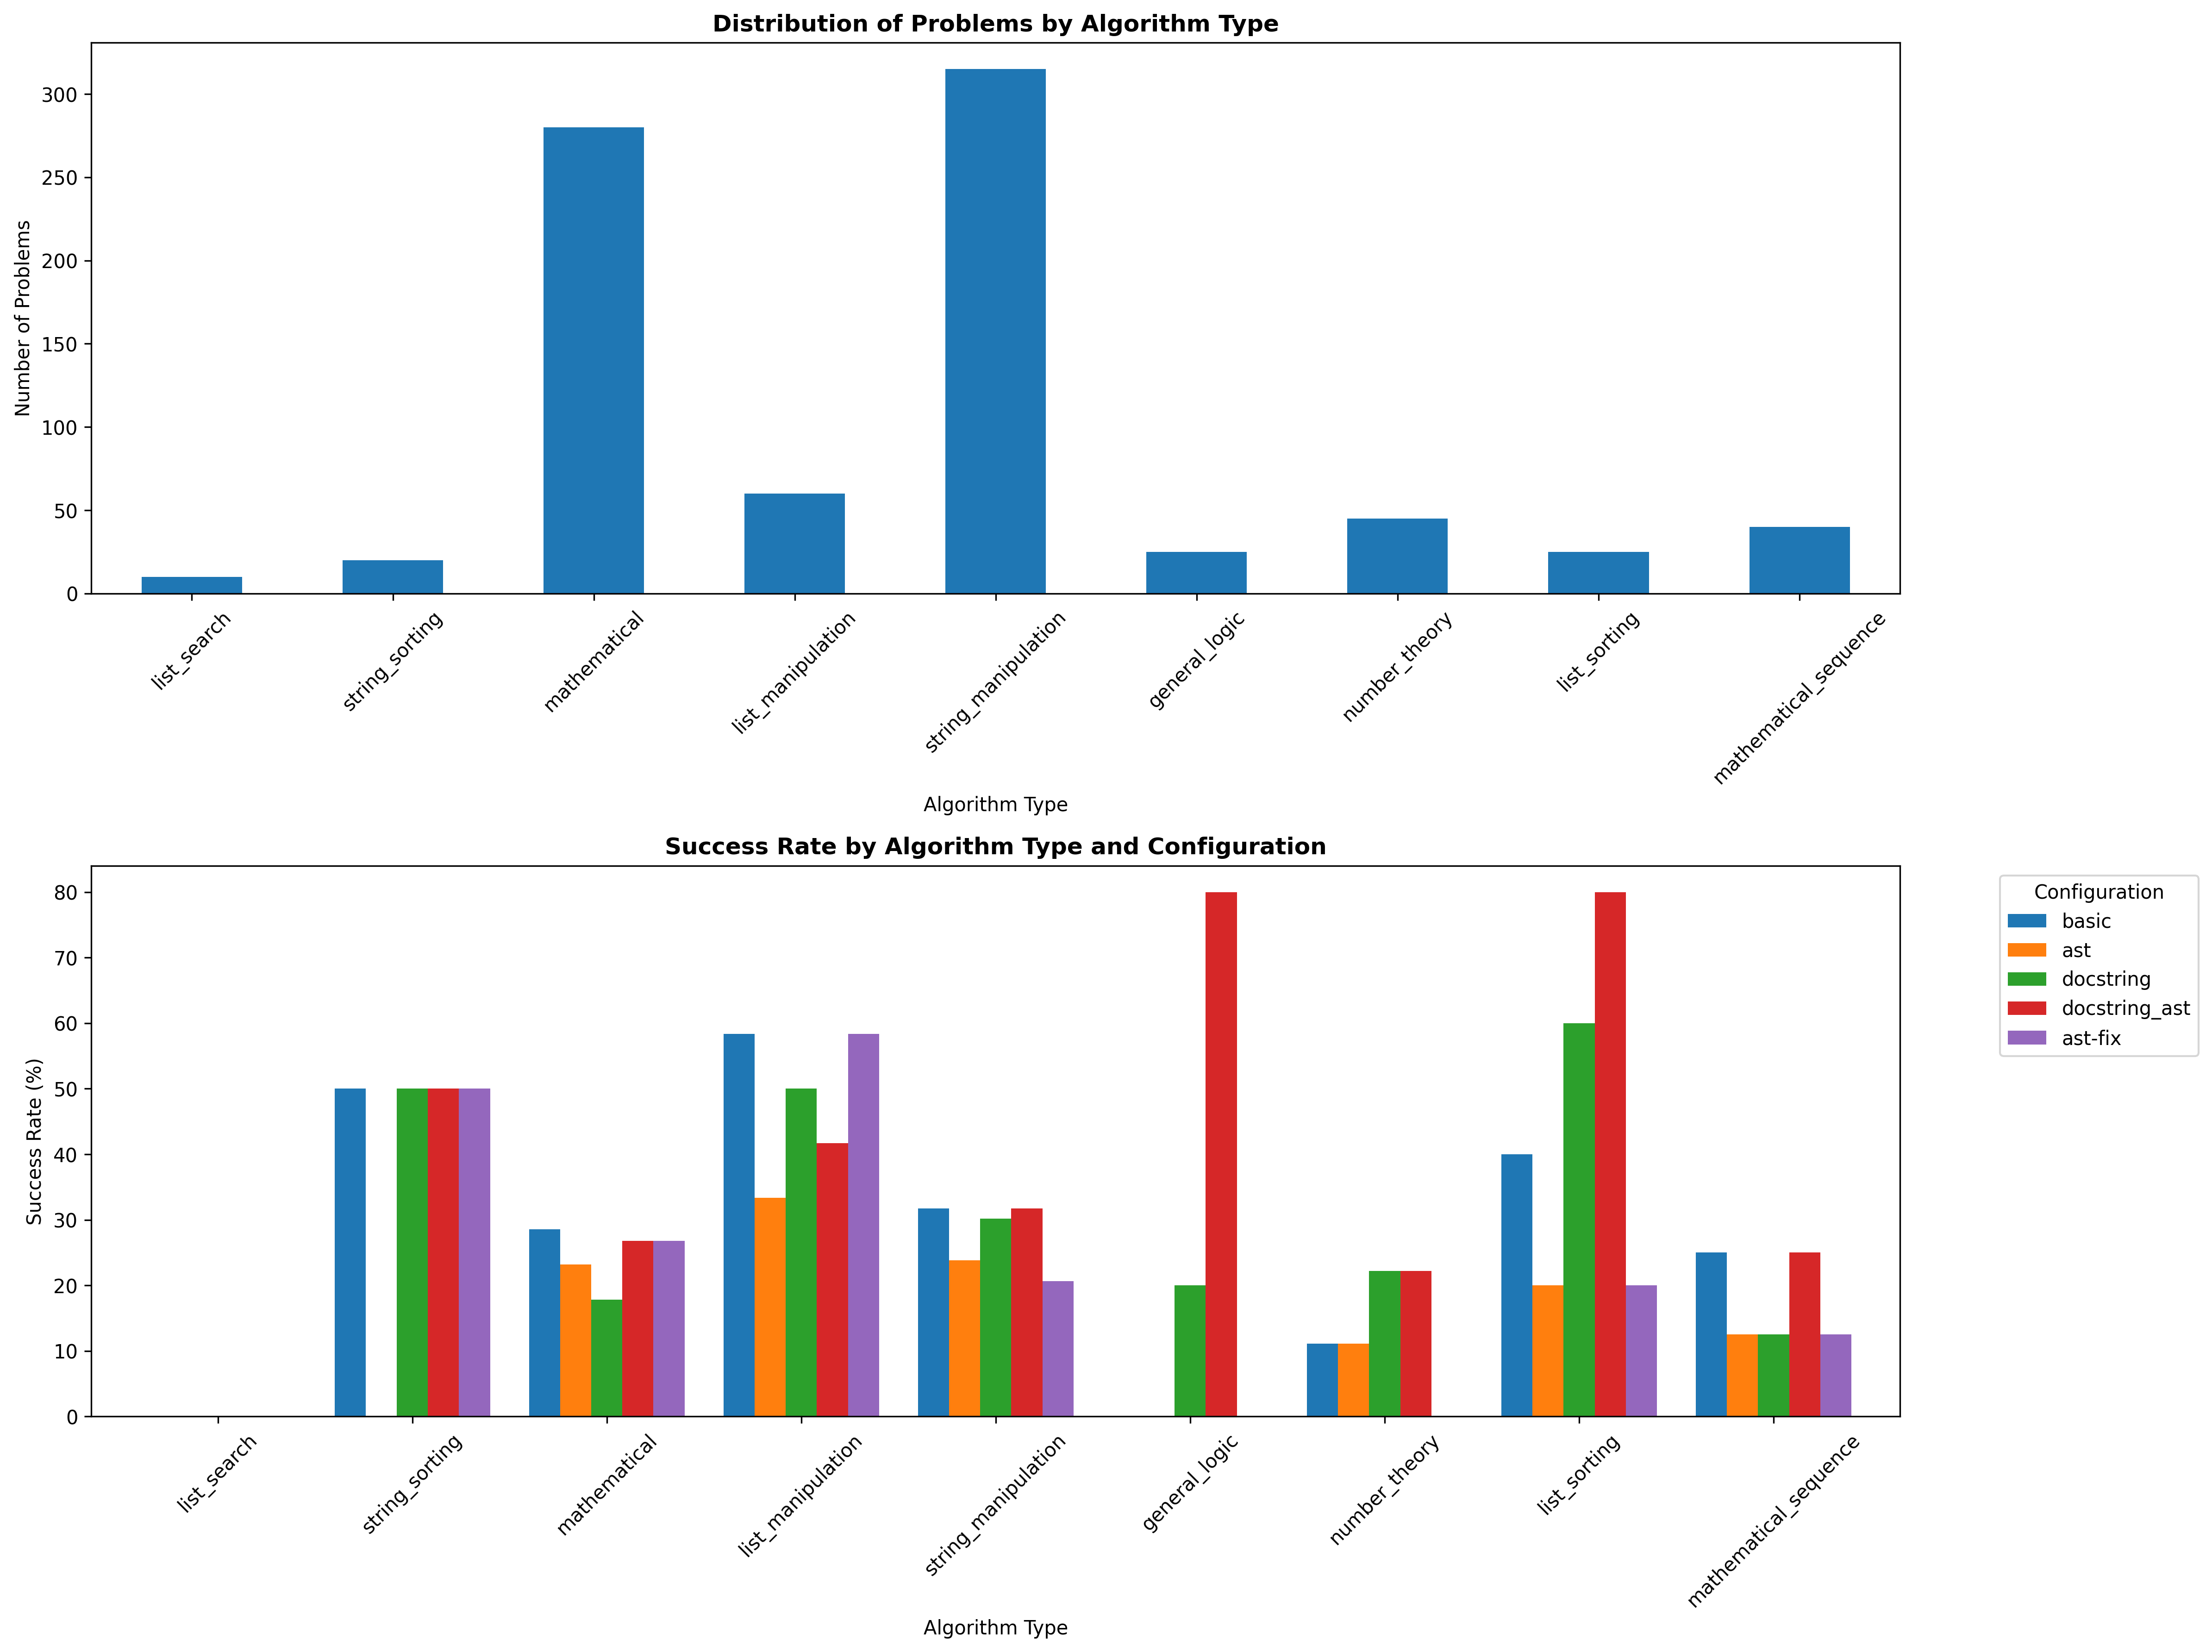 Distribution of Problems by Algorithm Type
Number of Problems
300
250
200
150
100
50
0
list_search
string_sorting
mathematical
list_manipulation
string_manipulation
general_logic
number_theory
list_sorting
mathematical_sequence
Algorithm Type
Success Rate by Algorithm Type and Configuration
Success Rate (%)
80
70
60
50
40
30
20
10
0
list_search
string_sorting
mathematical
list_manipulation
string_manipulation
general_logic
number_theory
list_sorting
mathematical_sequence
Algorithm Type
Configuration
basic
ast
docstring
docstring_ast
ast-fix